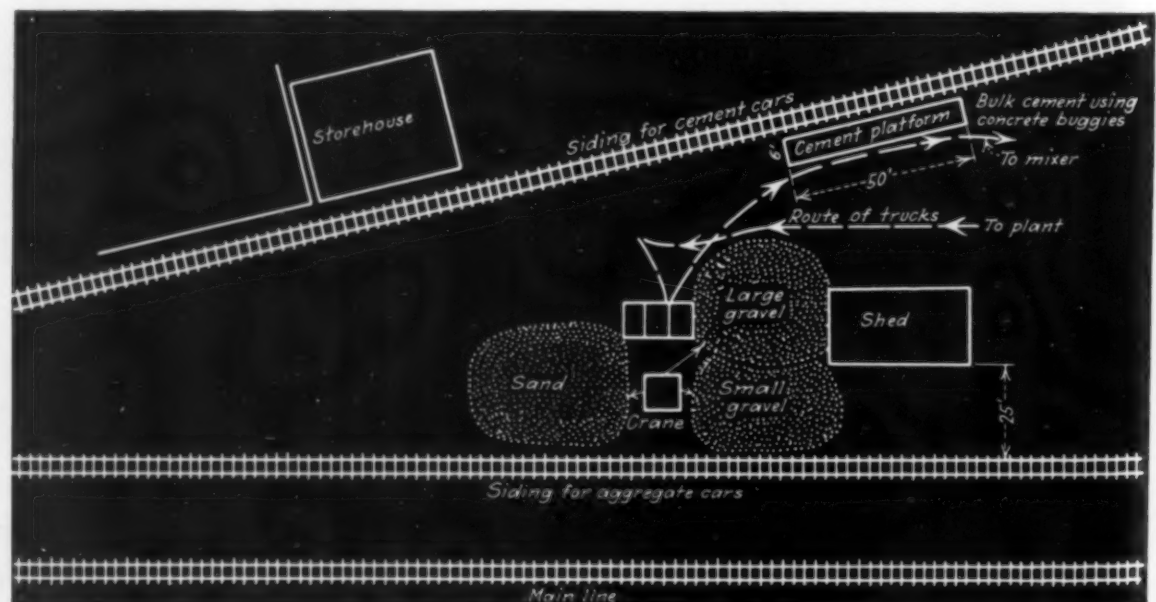 Storehouse
Siding for cement cars
Cement platform
6'
50'
Bulk cement using
concrete buggies
To mixer
Route of trucks
To plant
Large
gravel
Shed
Sand
Small
gravel
Crane
25'
Siding for aggregate cars
Main line